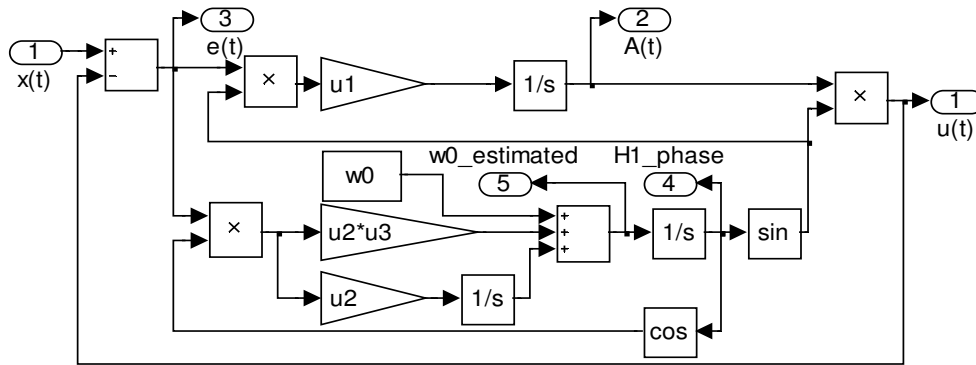 1
x(t)
+
−
3
e(t)
×
u1
1/s
2
A(t)
×
1
u(t)
w0
w0_estimated
5
H1_phase
4
×
u2*u3
+
+
+
1/s
sin
u2
1/s
cos